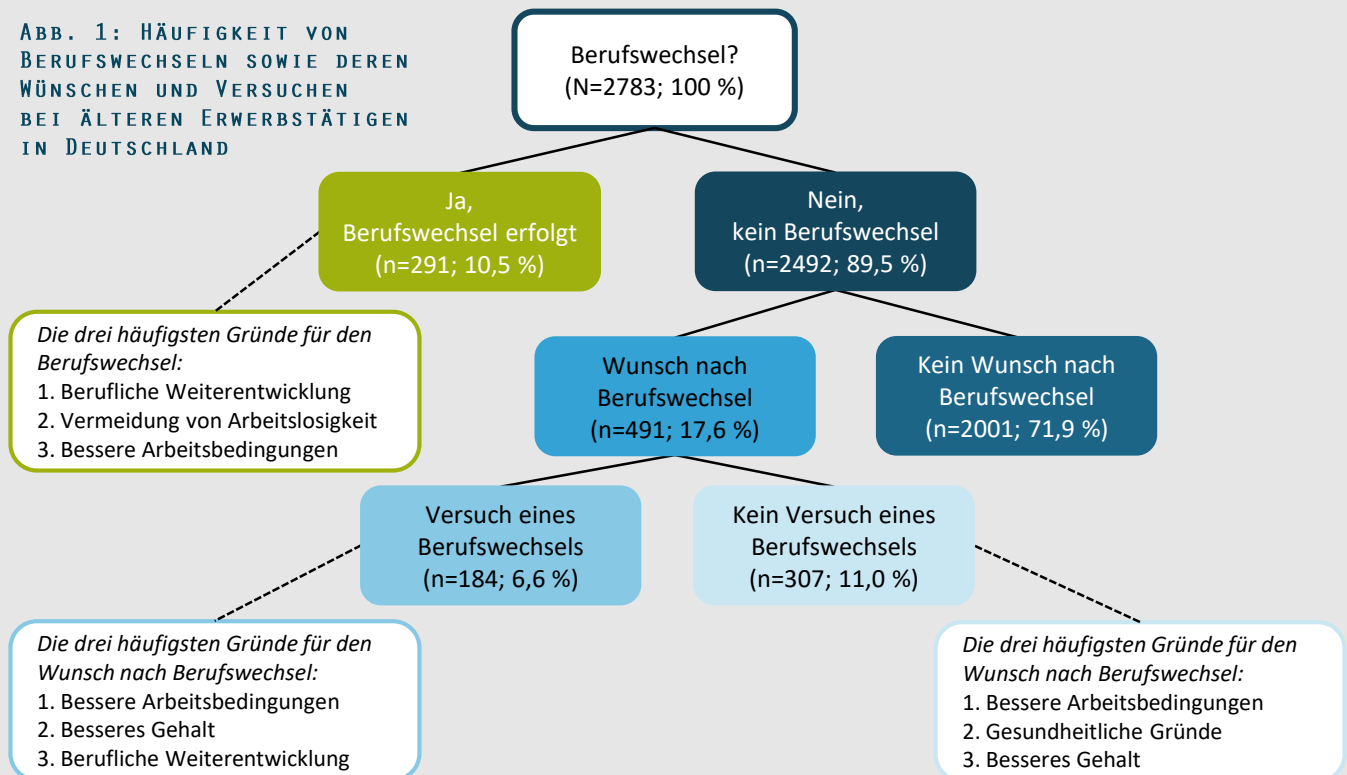 Abb. 1: Häufigkeit von
Berufswechseln sowie deren
Wünschen und Versuchen
bei älteren Erwerbstätigen
in Deutschland
Berufswechsel?
(N=2783; 100 %)
Ja,
Berufswechsel erfolgt
(n=291; 10,5 %)
Nein,
kein Berufswechsel
(n=2492; 89,5 %)
Die drei häufigsten Gründe für den
Berufswechsel:
1. Berufliche Weiterentwicklung
2. Vermeidung von Arbeitslosigkeit
3. Bessere Arbeitsbedingungen
Wunsch nach
Berufswechsel
(n=491; 17,6 %)
Kein Wunsch nach
Berufswechsel
(n=2001; 71,9 %)
Versuch eines
Berufswechsels
(n=184; 6,6 %)
Kein Versuch eines
Berufswechsels
(n=307; 11,0 %)
Die drei häufigsten Gründe für den
Wunsch nach Berufswechsel:
1. Bessere Arbeitsbedingungen
2. Besseres Gehalt
3. Berufliche Weiterentwicklung
Die drei häufigsten Gründe für den
Wunsch nach Berufswechsel:
1. Bessere Arbeitsbedingungen
2. Gesundheitliche Gründe
3. Besseres Gehalt